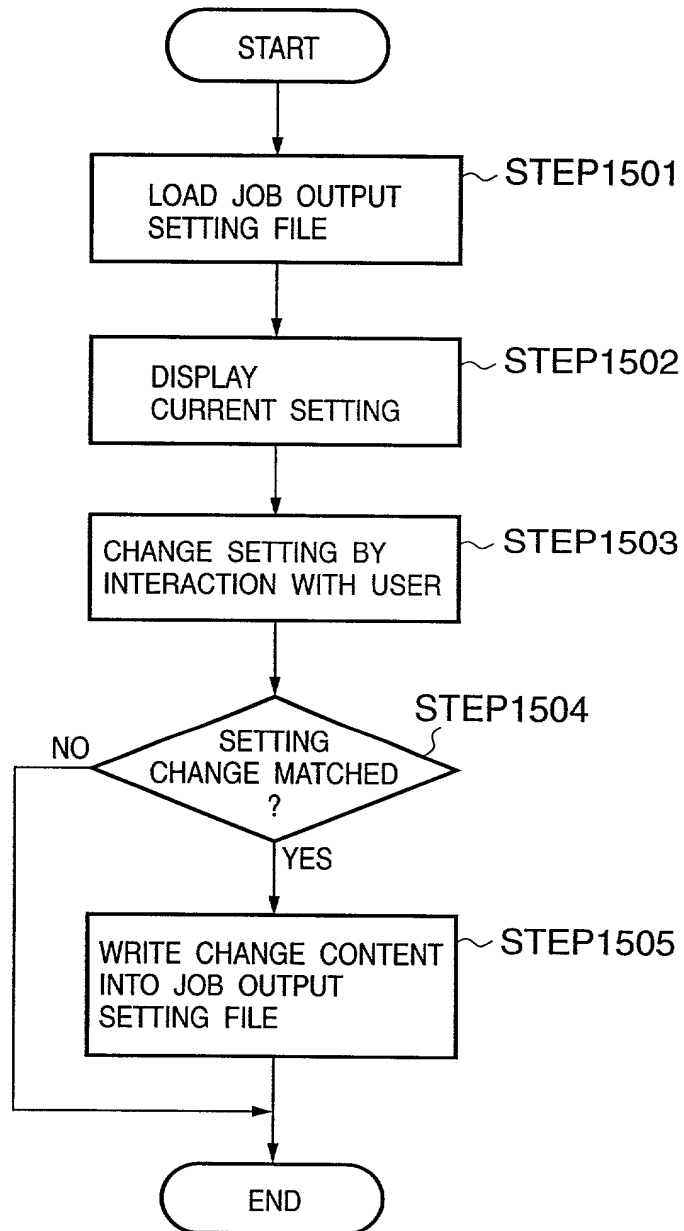 START
LOAD JOB OUTPUT
SETTING FILE
STEP1501
DISPLAY
CURRENT SETTING
STEP1502
CHANGE SETTING BY
INTERACTION WITH USER
STEP1503
SETTING
CHANGE MATCHED
?
STEP1504
NO
YES
WRITE CHANGE CONTENT
INTO JOB OUTPUT
SETTING FILE
STEP1505
END